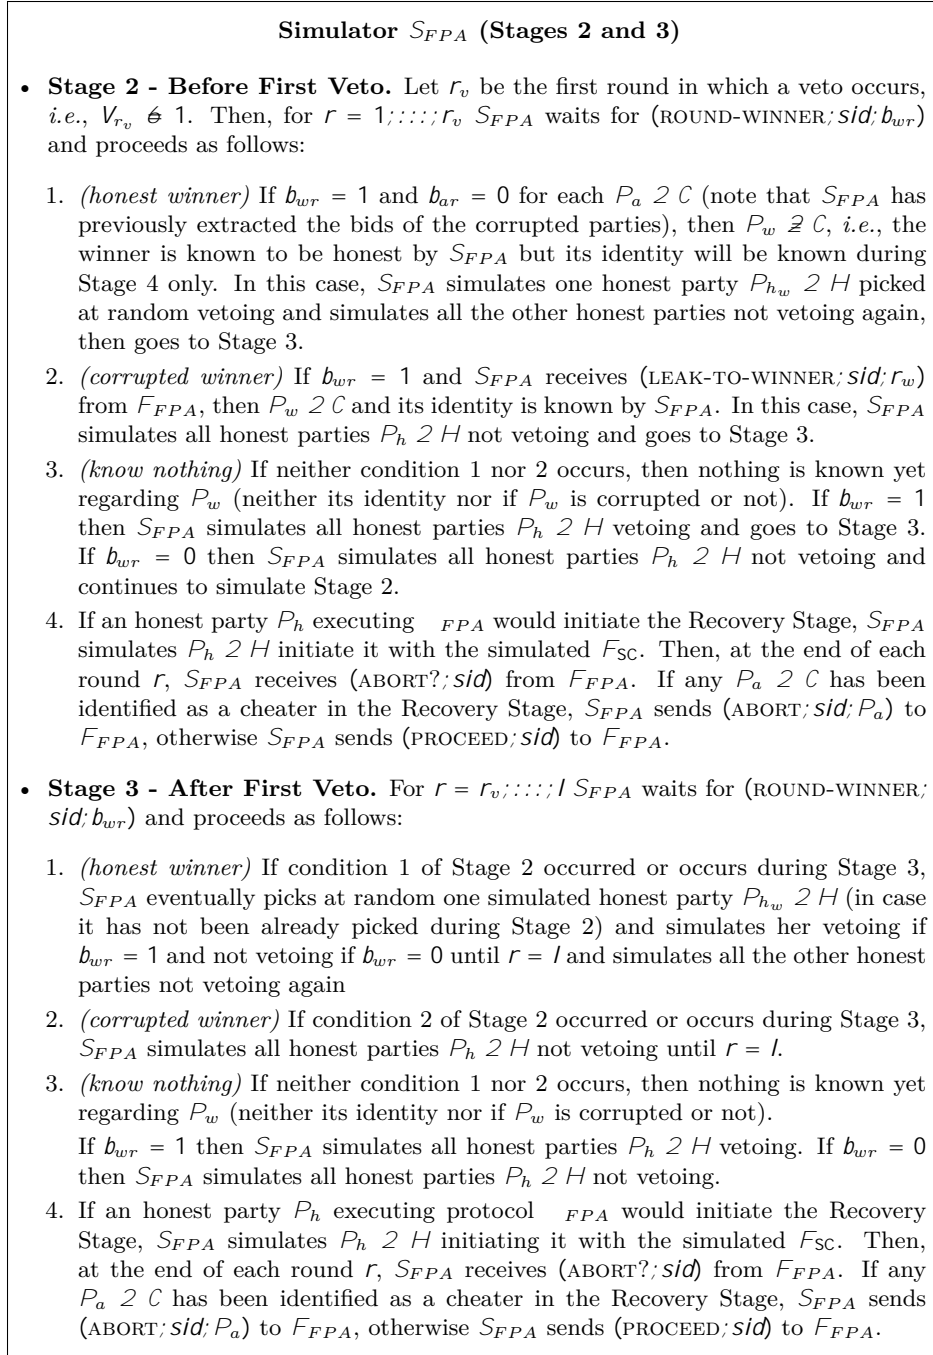 Simulator S_FPA (Stages 2 and 3)
• Stage 2 - Before First Veto. Let r_v be the first round in which a veto occurs,
i.e., V_{r_v} ≠ 1. Then, for r = 1;::::;r_v S_FPA waits for (ROUND-WINNER; sid; b_wr)
and proceeds as follows:
1. (honest winner) If b_wr = 1 and b_ar = 0 for each P_a 2 C (note that S_FPA has
previously extracted the bids of the corrupted parties), then P_w ∉ C, i.e., the
winner is known to be honest by S_FPA but its identity will be known during
Stage 4 only. In this case, S_FPA simulates one honest party P_{h_w} 2 H picked
at random vetoing and simulates all the other honest parties not vetoing again,
then goes to Stage 3.
2. (corrupted winner) If b_wr = 1 and S_FPA receives (LEAK-TO-WINNER; sid; r_w)
from F_FPA, then P_w 2 C and its identity is known by S_FPA. In this case, S_FPA
simulates all honest parties P_h 2 H not vetoing and goes to Stage 3.
3. (know nothing) If neither condition 1 nor 2 occurs, then nothing is known yet
regarding P_w (neither its identity nor if P_w is corrupted or not). If b_wr = 1
then S_FPA simulates all honest parties P_h 2 H vetoing and goes to Stage 3.
If b_wr = 0 then S_FPA simulates all honest parties P_h 2 H not vetoing and
continues to simulate Stage 2.
4. If an honest party P_h executing _FPA would initiate the Recovery Stage, S_FPA
simulates P_h 2 H initiate it with the simulated F_SC. Then, at the end of each
round r, S_FPA receives (ABORT?; sid) from F_FPA. If any P_a 2 C has been
identified as a cheater in the Recovery Stage, S_FPA sends (ABORT; sid; P_a) to
F_FPA, otherwise S_FPA sends (PROCEED; sid) to F_FPA.
• Stage 3 - After First Veto. For r = r_v;::::;l S_FPA waits for (ROUND-WINNER;
sid; b_wr) and proceeds as follows:
1. (honest winner) If condition 1 of Stage 2 occurred or occurs during Stage 3,
S_FPA eventually picks at random one simulated honest party P_{h_w} 2 H (in case
it has not been already picked during Stage 2) and simulates her vetoing if
b_wr = 1 and not vetoing if b_wr = 0 until r = l and simulates all the other honest
parties not vetoing again
2. (corrupted winner) If condition 2 of Stage 2 occurred or occurs during Stage 3,
S_FPA simulates all honest parties P_h 2 H not vetoing until r = l.
3. (know nothing) If neither condition 1 nor 2 occurs, then nothing is known yet
regarding P_w (neither its identity nor if P_w is corrupted or not).
If b_wr = 1 then S_FPA simulates all honest parties P_h 2 H vetoing. If b_wr = 0
then S_FPA simulates all honest parties P_h 2 H not vetoing.
4. If an honest party P_h executing protocol _FPA would initiate the Recovery
Stage, S_FPA simulates P_h 2 H initiating it with the simulated F_SC. Then,
at the end of each round r, S_FPA receives (ABORT?; sid) from F_FPA. If any
P_a 2 C has been identified as a cheater in the Recovery Stage, S_FPA sends
(ABORT; sid; P_a) to F_FPA, otherwise S_FPA sends (PROCEED; sid) to F_FPA.